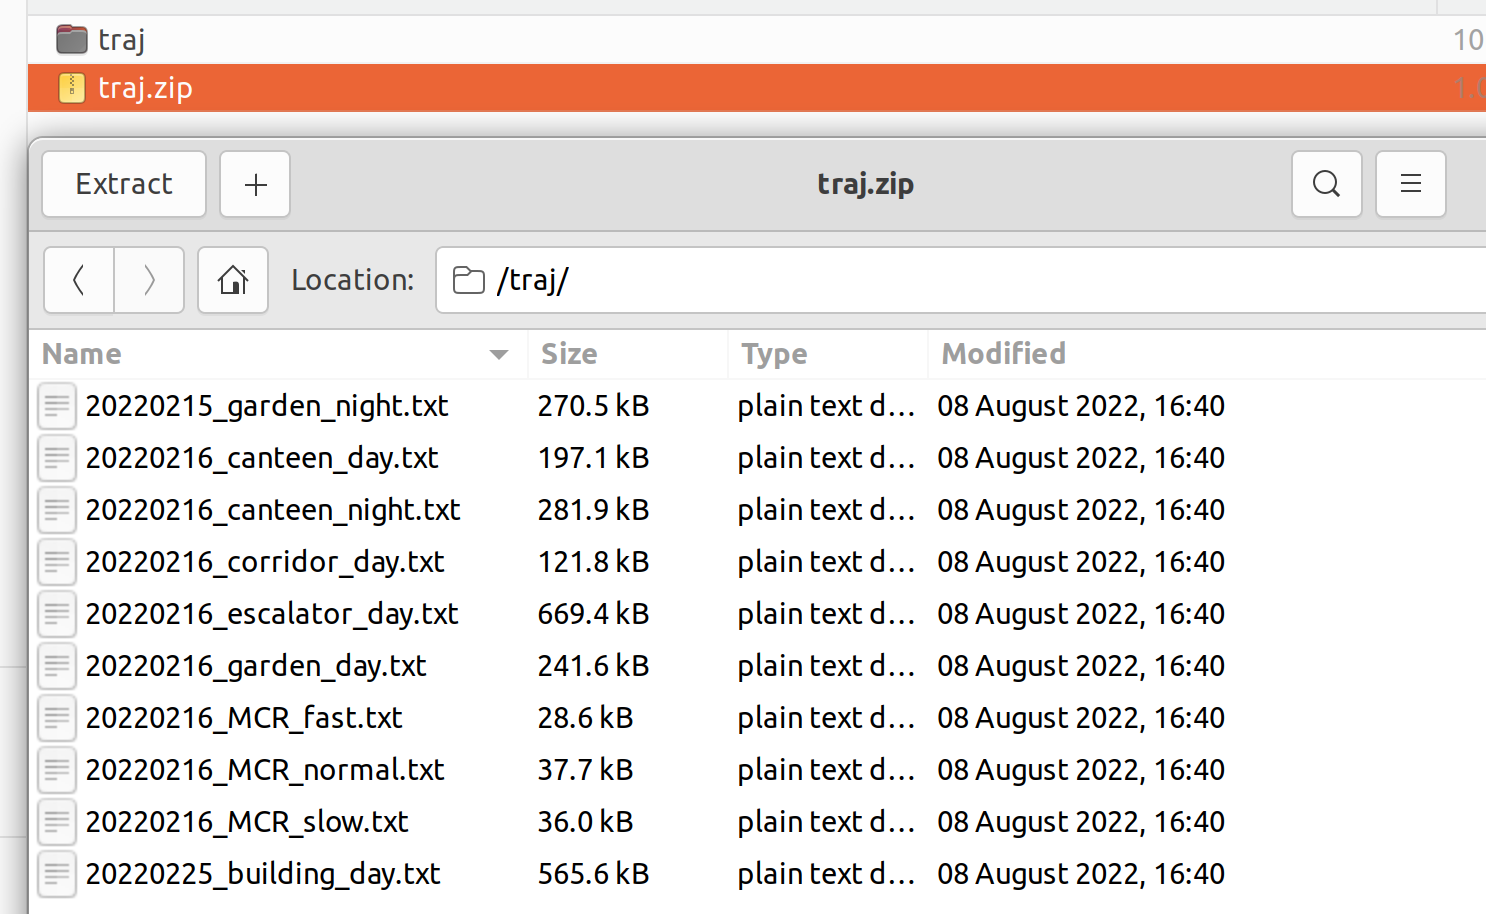 traj 10
traj.zip 1.0
Extract + traj.zip
Location: /traj/
Name Size Type Modified
20220215_garden_night.txt 270.5 kB plain text d... 08 August 2022, 16:40
20220216_canteen_day.txt 197.1 kB plain text d... 08 August 2022, 16:40
20220216_canteen_night.txt 281.9 kB plain text d... 08 August 2022, 16:40
20220216_corridor_day.txt 121.8 kB plain text d... 08 August 2022, 16:40
20220216_escalator_day.txt 669.4 kB plain text d... 08 August 2022, 16:40
20220216_garden_day.txt 241.6 kB plain text d... 08 August 2022, 16:40
20220216_MCR_fast.txt 28.6 kB plain text d... 08 August 2022, 16:40
20220216_MCR_normal.txt 37.7 kB plain text d... 08 August 2022, 16:40
20220216_MCR_slow.txt 36.0 kB plain text d... 08 August 2022, 16:40
20220225_building_day.txt 565.6 kB plain text d... 08 August 2022, 16:40